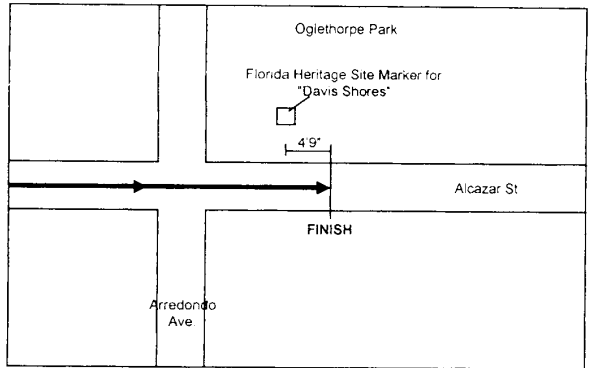 Oglethorpe Park
Florida Heritage Site Marker for
"Davis Shores"
4'9"
Alcazar St
FINISH
Arredondo
Ave